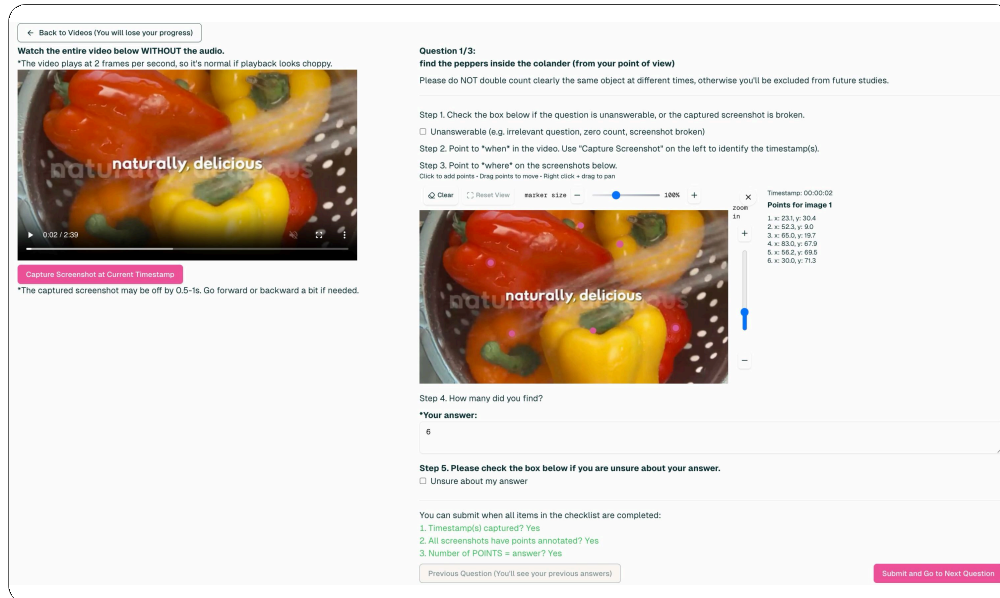 ← Back to Videos (You will lose your progress)
Watch the entire video below WITHOUT the audio.
*The video plays at 2 frames per second, so it's normal if playback looks choppy.
naturally, delicious
0:02 / 2:39
Capture Screenshot at Current Timestamp
*The captured screenshot may be off by 0.5-1s. Go forward or backward a bit if needed.
Question 1/3:
find the peppers inside the colander (from your point of view)
Please do NOT double count clearly the same object at different times, otherwise you'll be excluded from future studies.
Step 1. Check the box below if the question is unanswerable, or the captured screenshot is broken.
Unanswerable (e.g. irrelevant question, zero count, screenshot broken)
Step 2. Point to *when* in the video. Use "Capture Screenshot" on the left to identify the timestamp(s).
Step 3. Point to *where* on the screenshots below.
Click to add points • Drag points to move • Right click + drag to pan
Clear Reset View marker size − 100% +
zoom in
naturally, delicious
Timestamp: 00:00:02
Points for image 1
1. x: 23.1, y: 30.4
2. x: 52.3, y: 9.0
3. x: 65.0, y: 19.7
4. x: 83.0, y: 67.9
5. x: 56.2, y: 69.5
6. x: 30.0, y: 71.3
Step 4. How many did you find?
*Your answer:
6
Step 5. Please check the box below if you are unsure about your answer.
Unsure about my answer
You can submit when all items in the checklist are completed:
1. Timestamp(s) captured? Yes
2. All screenshots have points annotated? Yes
3. Number of POINTS = answer? Yes
Previous Question (You'll see your previous answers)
Submit and Go to Next Question